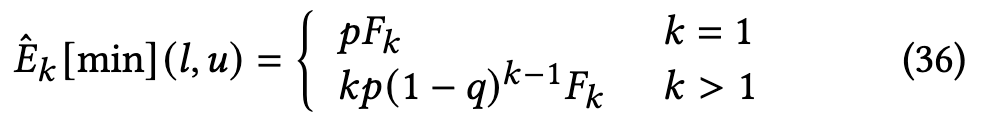 Ê_k[min](l, u) = { pF_k k = 1
kp(1 − q)^{k−1}F_k k > 1 (36)